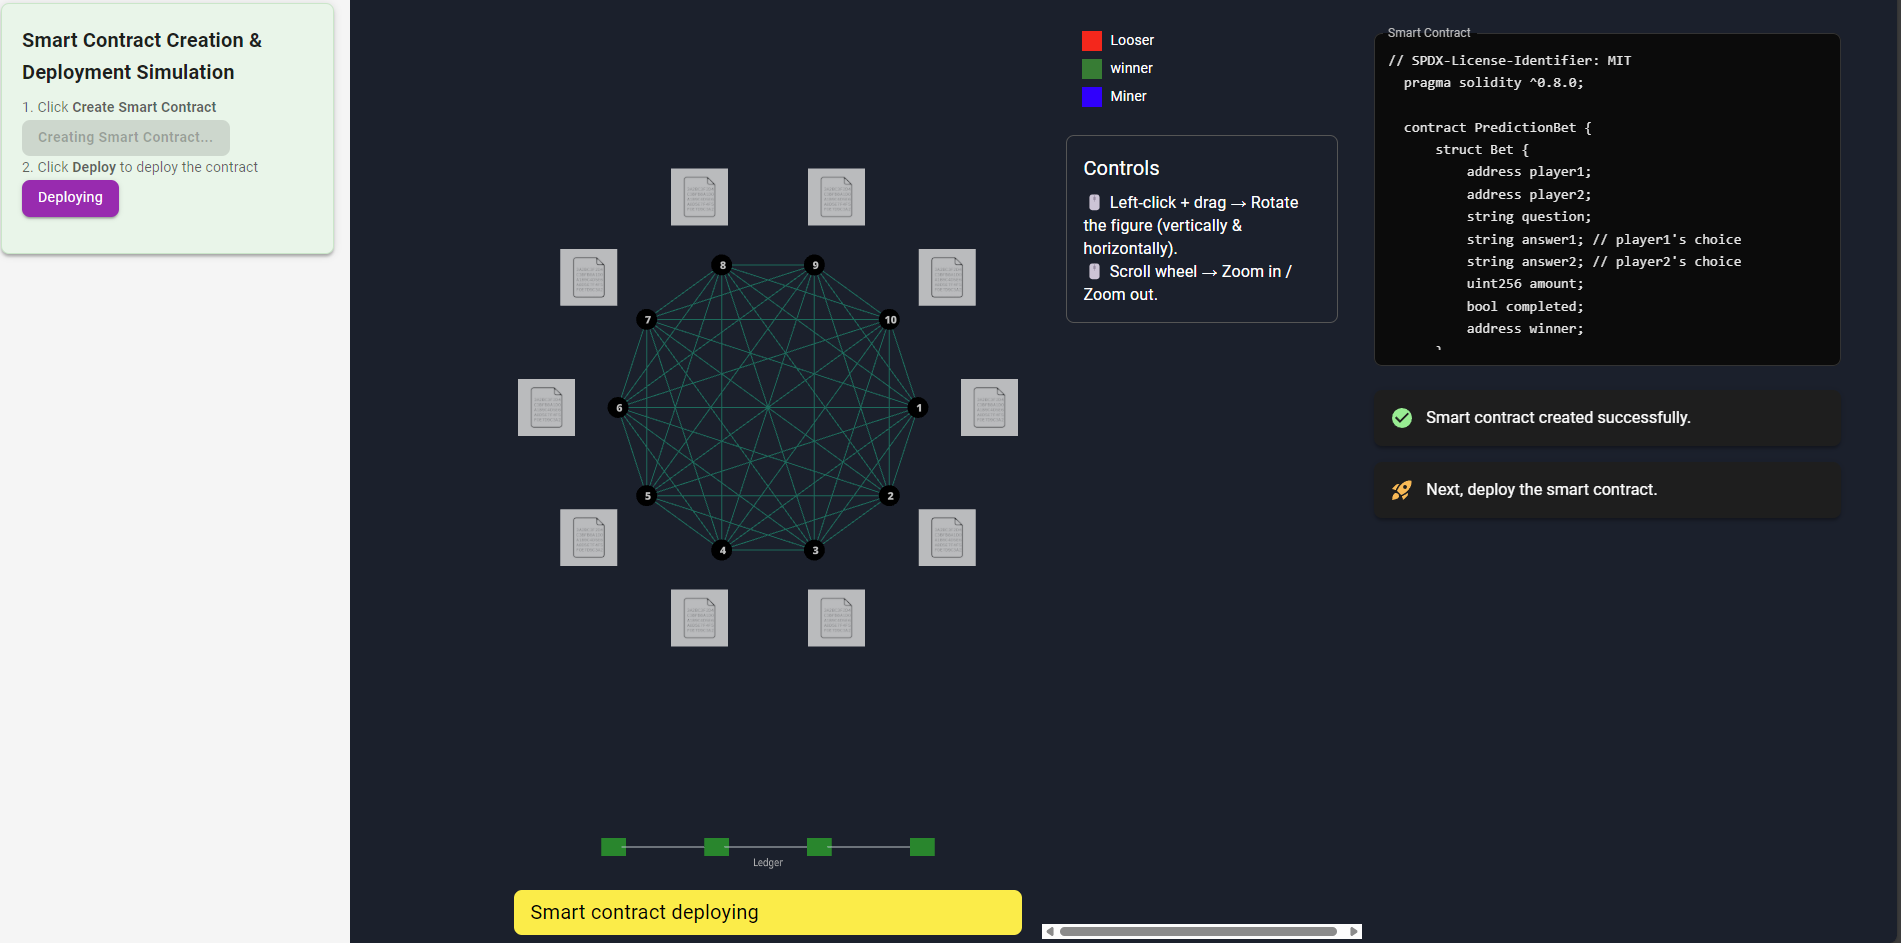 Smart Contract Creation &
Deployment Simulation
1. Click Create Smart Contract
Creating Smart Contract...
2. Click Deploy to deploy the contract
Deploying
8
9
7
10
6
1
5
2
4
3
Ledger
Smart contract deploying
Looser
winner
Miner
Controls
Left-click + drag → Rotate
the figure (vertically &
horizontally).
Scroll wheel → Zoom in /
Zoom out.
Smart Contract
// SPDX-License-Identifier: MIT
pragma solidity ^0.8.0;
contract PredictionBet {
struct Bet {
address player1;
address player2;
string question;
string answer1; // player1's choice
string answer2; // player2's choice
uint256 amount;
bool completed;
address winner;
}
Smart contract created successfully.
Next, deploy the smart contract.